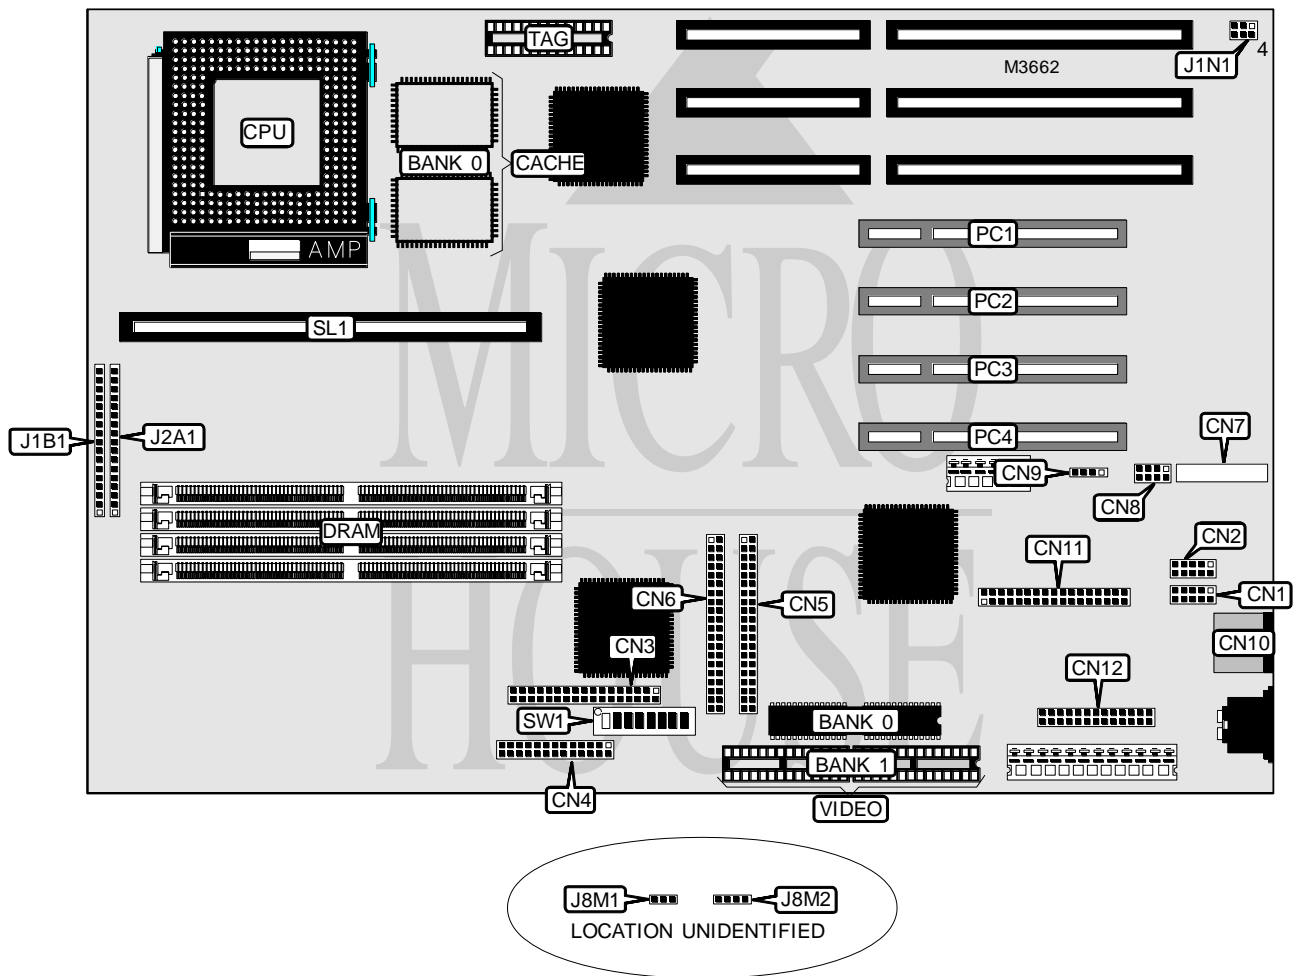 TAG
4
M3662
J1N1
CPU
BANK 0
CACHE
AMP
PC1
PC2
SL1
PC3
MICRO
HOUSE
J1B1
J2A1
PC4
CN7
CN9
CN8
DRAM
CN2
CN11
CN6
CN5
CN1
CN3
CN10
CN12
SW1
BANK 0
BANK 1
CN4
VIDEO
J8M1
J8M2
LOCATION UNIDENTIFIED